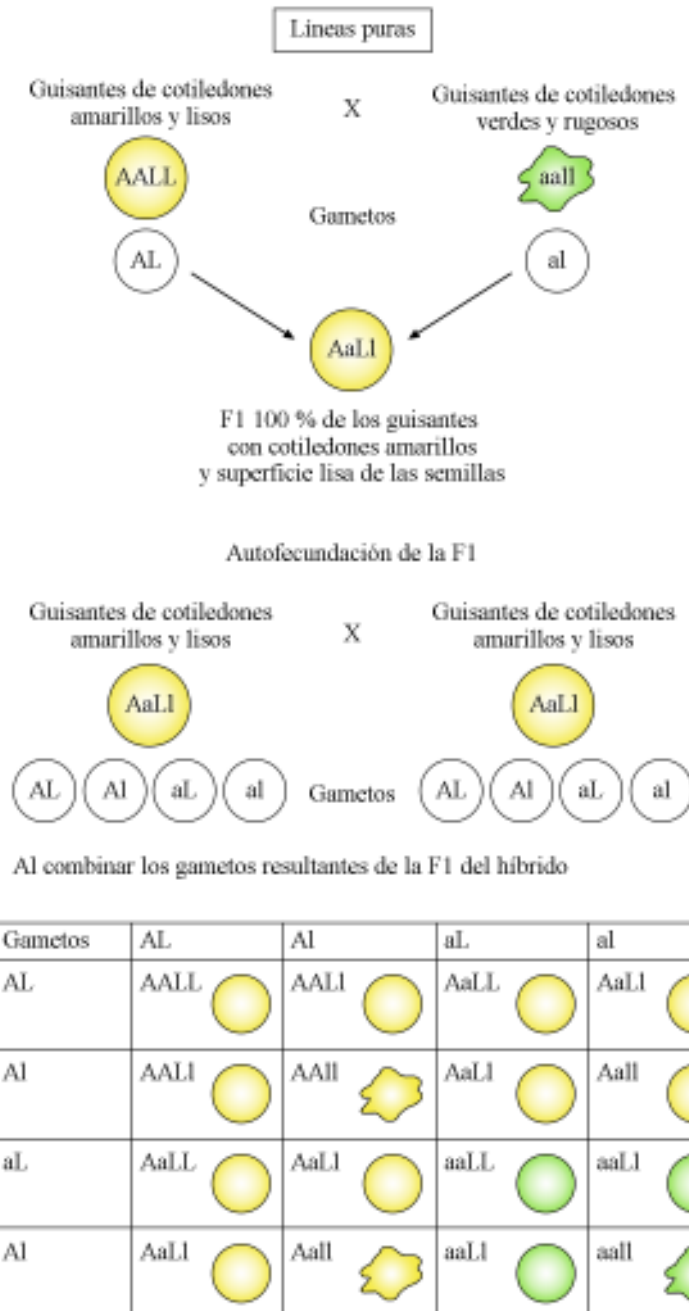 Líneas puras
Guisantes de cotiledones
amarillos y lisos
X
Guisantes de cotiledones
verdes y rugosos
AALL
aall
Gametos
AL
al
AaLl
F1 100 % de los guisantes
con cotiledones amarillos
y superficie lisa de las semillas
Autofecundación de la F1
Guisantes de cotiledones
amarillos y lisos
X
Guisantes de cotiledones
amarillos y lisos
AaLl
AaLl
AL Al aL al Gametos AL Al aL al
Al combinar los gametos resultantes de la F1 del híbrido
Gametos AL Al aL al
AL AALL AALl AaLL AaLl
Al AALl AAll AaLl Aall
aL AaLL AaLl aaLL aaLl
Al AaLl Aall aaLl aall